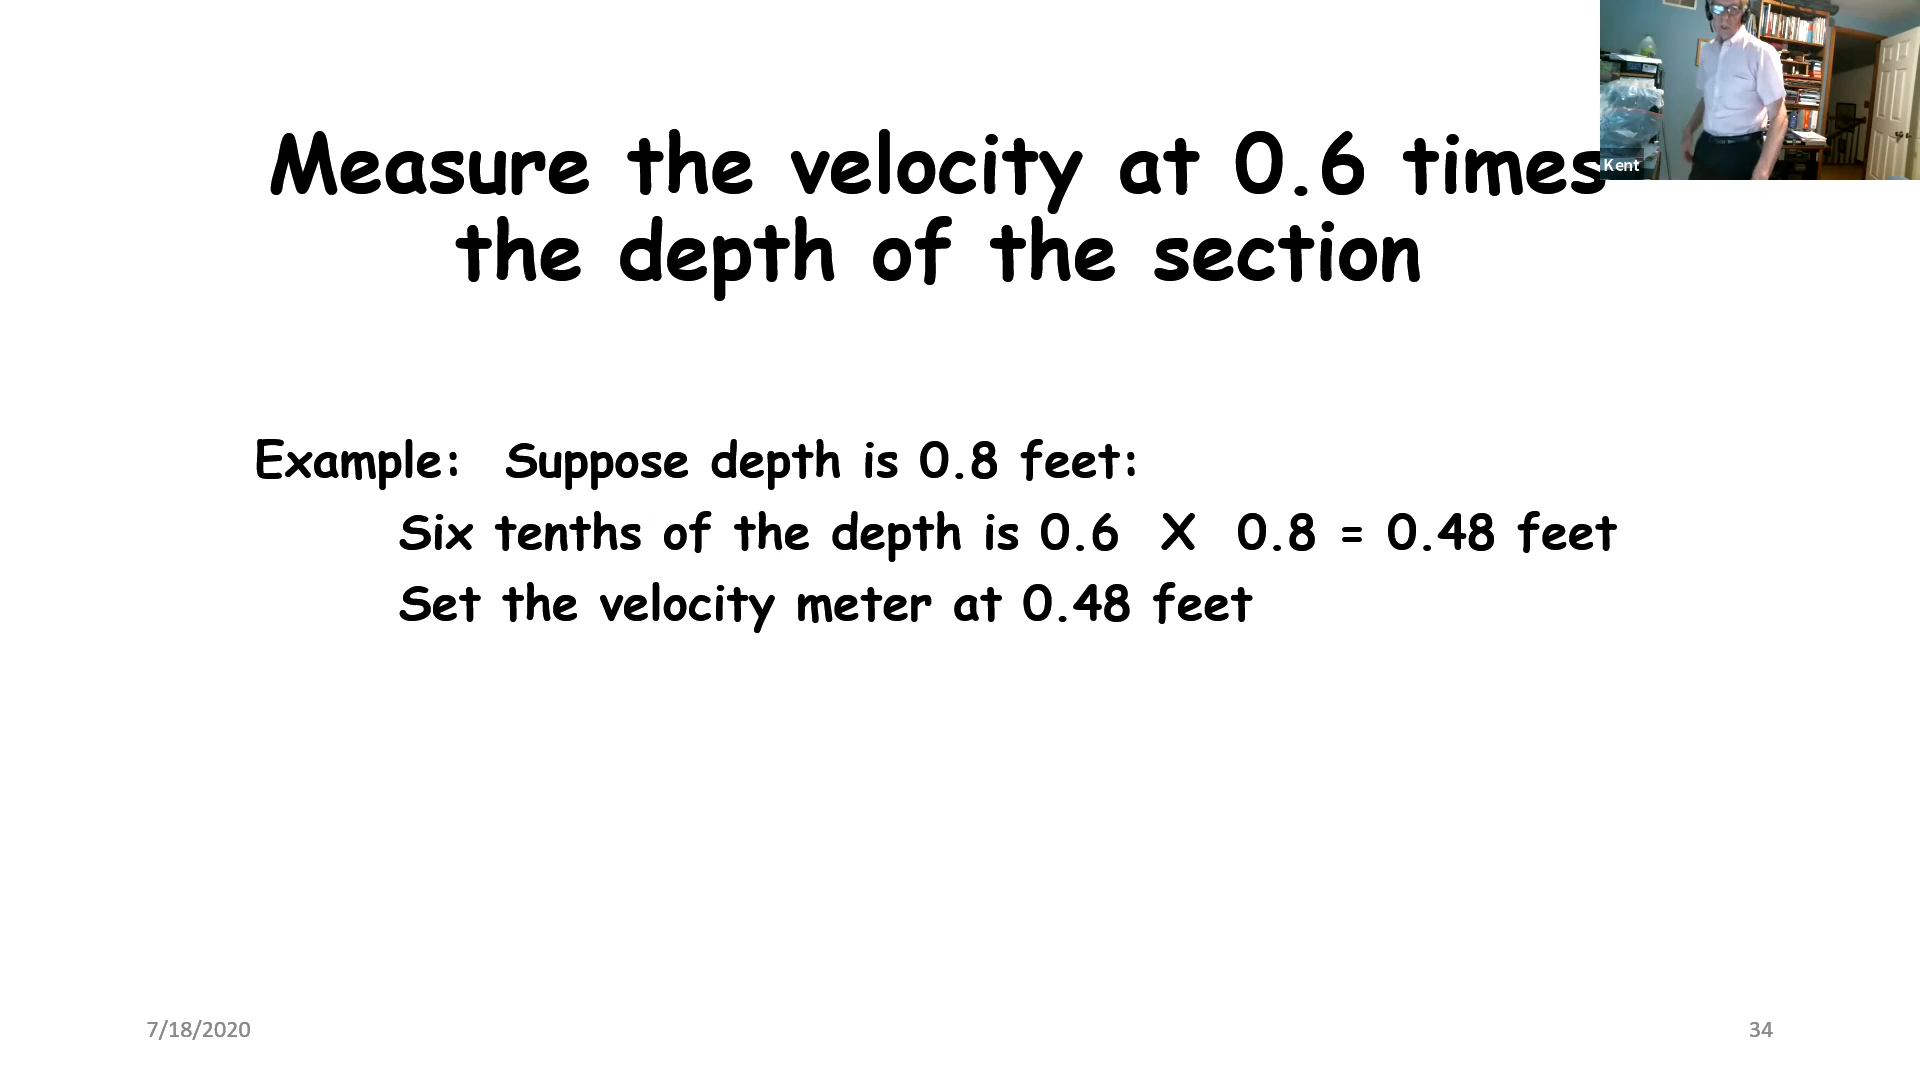 Measure the velocity at 0.6 times
the depth of the section
Kent
Example: Suppose depth is 0.8 feet:
Six tenths of the depth is 0.6 X 0.8 = 0.48 feet
Set the velocity meter at 0.48 feet
7/18/2020
34